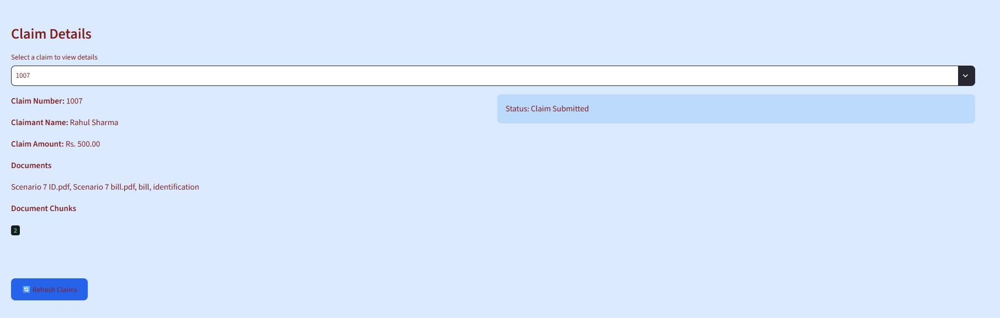 Claim Details
Select a claim to view details
1007
Claim Number: 1007
Status: Claim Submitted
Claimant Name: Rahul Sharma
Claim Amount: Rs. 500.00
Documents
Scenario 7 ID.pdf, Scenario 7 bill.pdf, bill, identification
Document Chunks
2
Refresh Claims